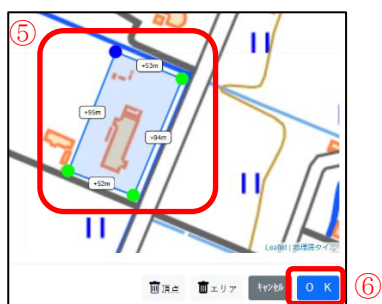 ⑤
+53m
+95m
+94m
+52m
Leaflet | 地理院タイル
頂点 エリア キャンセル O K ⑥